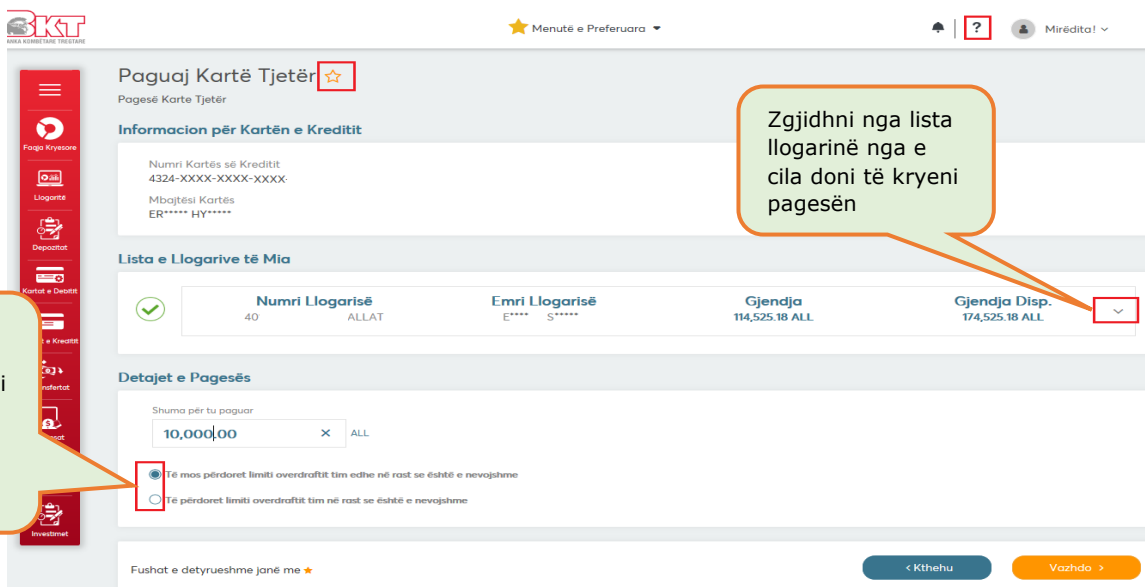 BKT
BANKA KOMBËTARE TREGTARE
Menutë e Preferuara
?
Mirëdita!
Faqja Kryesore
Llogaritë
Depozitat
Kartat e Debitit
t e Kreditit
nsfertat
sat
Investimet
i
Paguaj Kartë Tjetër
Pagesë Karte Tjetër
Informacion për Kartën e Kreditit
Numri Kartës së Kreditit
4324-XXXX-XXXX-XXXX-
Mbajtësi Kartës
ER***** HY*****
Zgjidhni nga lista
llogarinë nga e
cila doni të kryeni
pagesën
Lista e Llogarive të Mia
Numri Llogarisë Emri Llogarisë Gjendja Gjendja Disp.
40 ALLAT E**** S***** 114,525.18 ALL 174,525.18 ALL
Detajet e Pagesës
Shuma për tu paguar
10,000.00 × ALL
Të mos përdoret limiti overdraftit tim edhe në rast se është e nevojshme
Të përdoret limiti overdraftit tim në rast se është e nevojshme
Fushat e detyrueshme janë me
< Kthehu
Vazhdo >